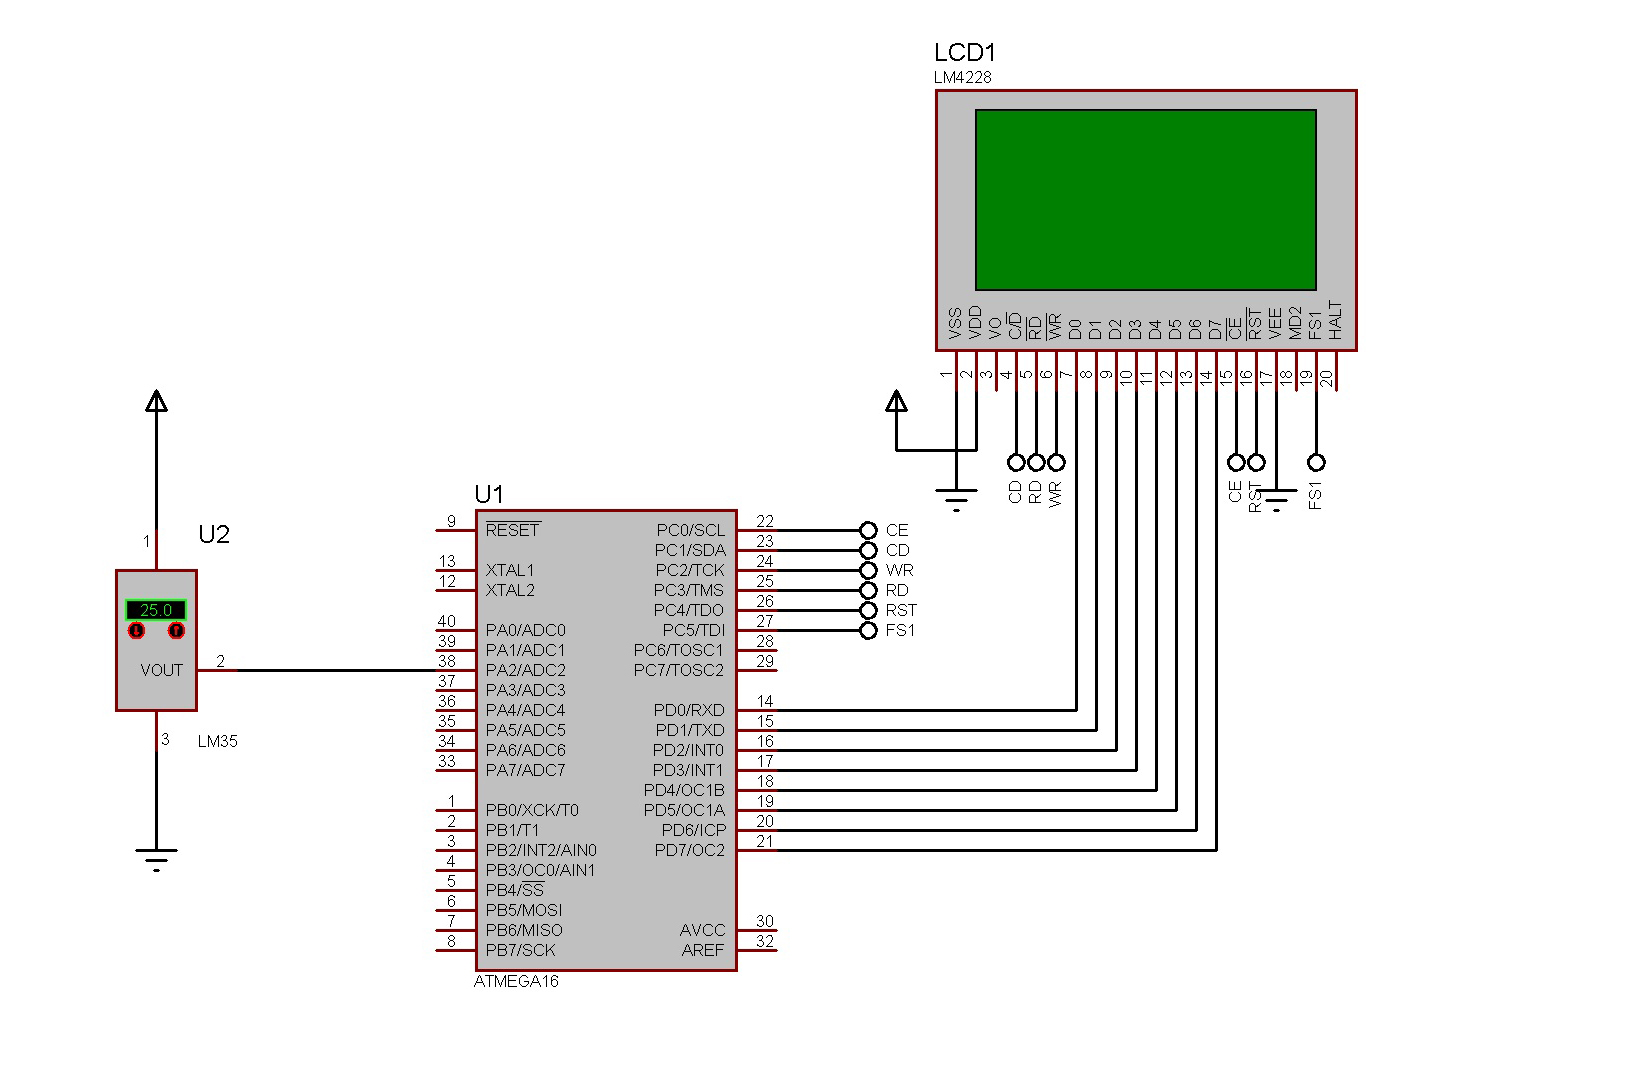 LCD1
LM4228
VSS
VDD
VO
C/D
RD
WR
D0
D1
D2
D3
D4
D5
D6
D7
CE
RST
VEE
MD2
FS1
HALT
1
2
3
4
5
6
7
8
9
10
11
12
13
14
15
16
17
18
19
20
CD
RD
WR
CE
RST
FS1
U1
9 RESET
13 XTAL1
12 XTAL2
40 PA0/ADC0
39 PA1/ADC1
38 PA2/ADC2
37 PA3/ADC3
36 PA4/ADC4
35 PA5/ADC5
34 PA6/ADC6
33 PA7/ADC7
1 PB0/XCK/T0
2 PB1/T1
3 PB2/INT2/AIN0
4 PB3/OC0/AIN1
5 PB4/SS
6 PB5/MOSI
7 PB6/MISO
8 PB7/SCK
PC0/SCL 22 CE
PC1/SDA 23 CD
PC2/TCK 24 WR
PC3/TMS 25 RD
PC4/TDO 26 RST
PC5/TDI 27 FS1
PC6/TOSC1 28
PC7/TOSC2 29
PD0/RXD 14
PD1/TXD 15
PD2/INT0 16
PD3/INT1 17
PD4/OC1B 18
PD5/OC1A 19
PD6/ICP 20
PD7/OC2 21
AVCC 30
AREF 32
ATMEGA16
U2
1
25.0
VOUT 2
3
LM35